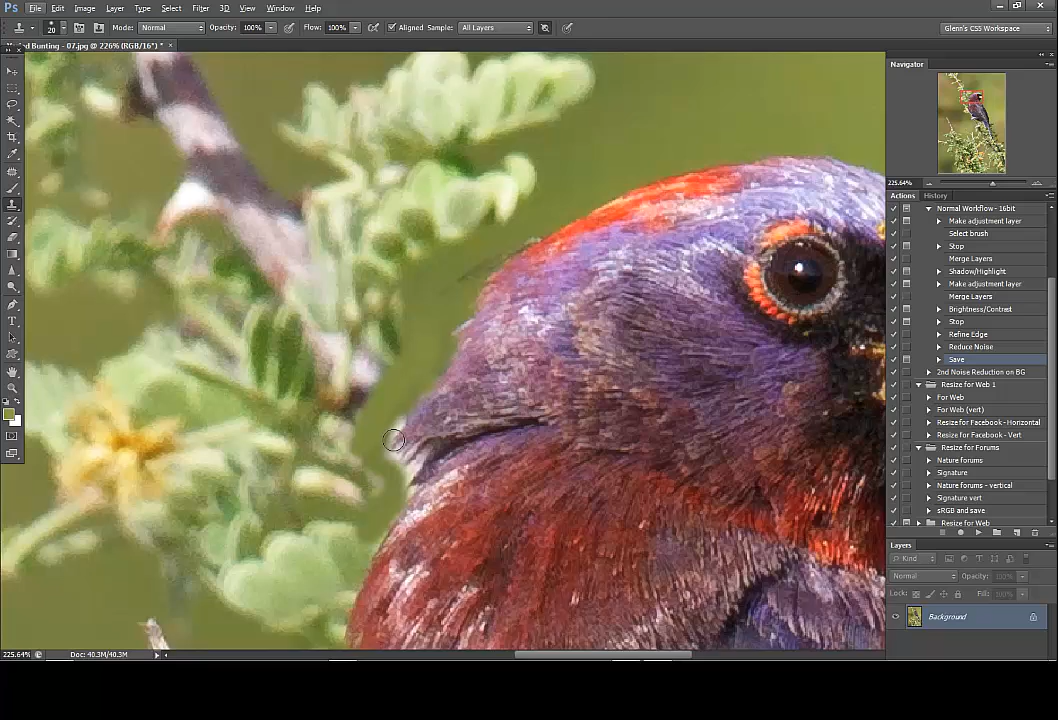 Ps File Edit Image Layer Type Select Filter 3D View Window Help
20 Mode: Normal Opacity: 100% Flow: 100% Aligned Sample: All Layers Glenn's CS5 Workspace
Bunting - 07.jpg @ 226% (RGB/16*) * ×
Navigator
225.64%
Actions History
Normal Workflow - 16bit
Make adjustment layer
Select brush
Stop
Merge Layers
Shadow/Highlight
Make adjustment layer
Merge Layers
Brightness/Contrast
Stop
Refine Edge
Reduce Noise
Save
2nd Noise Reduction on BG
Resize for Web 1
For Web
For Web (vert)
Resize for Facebook - Horizontal
Resize for Facebook - Vert
Resize for Forums
Nature forums
Signature
Nature forums - vertical
Signature vert
sRGB and save
Resize for Web
Layers
Kind
Normal Opacity: 100%
Lock: Fill: 100%
Background
225.64% Doc: 40.3M/40.3M